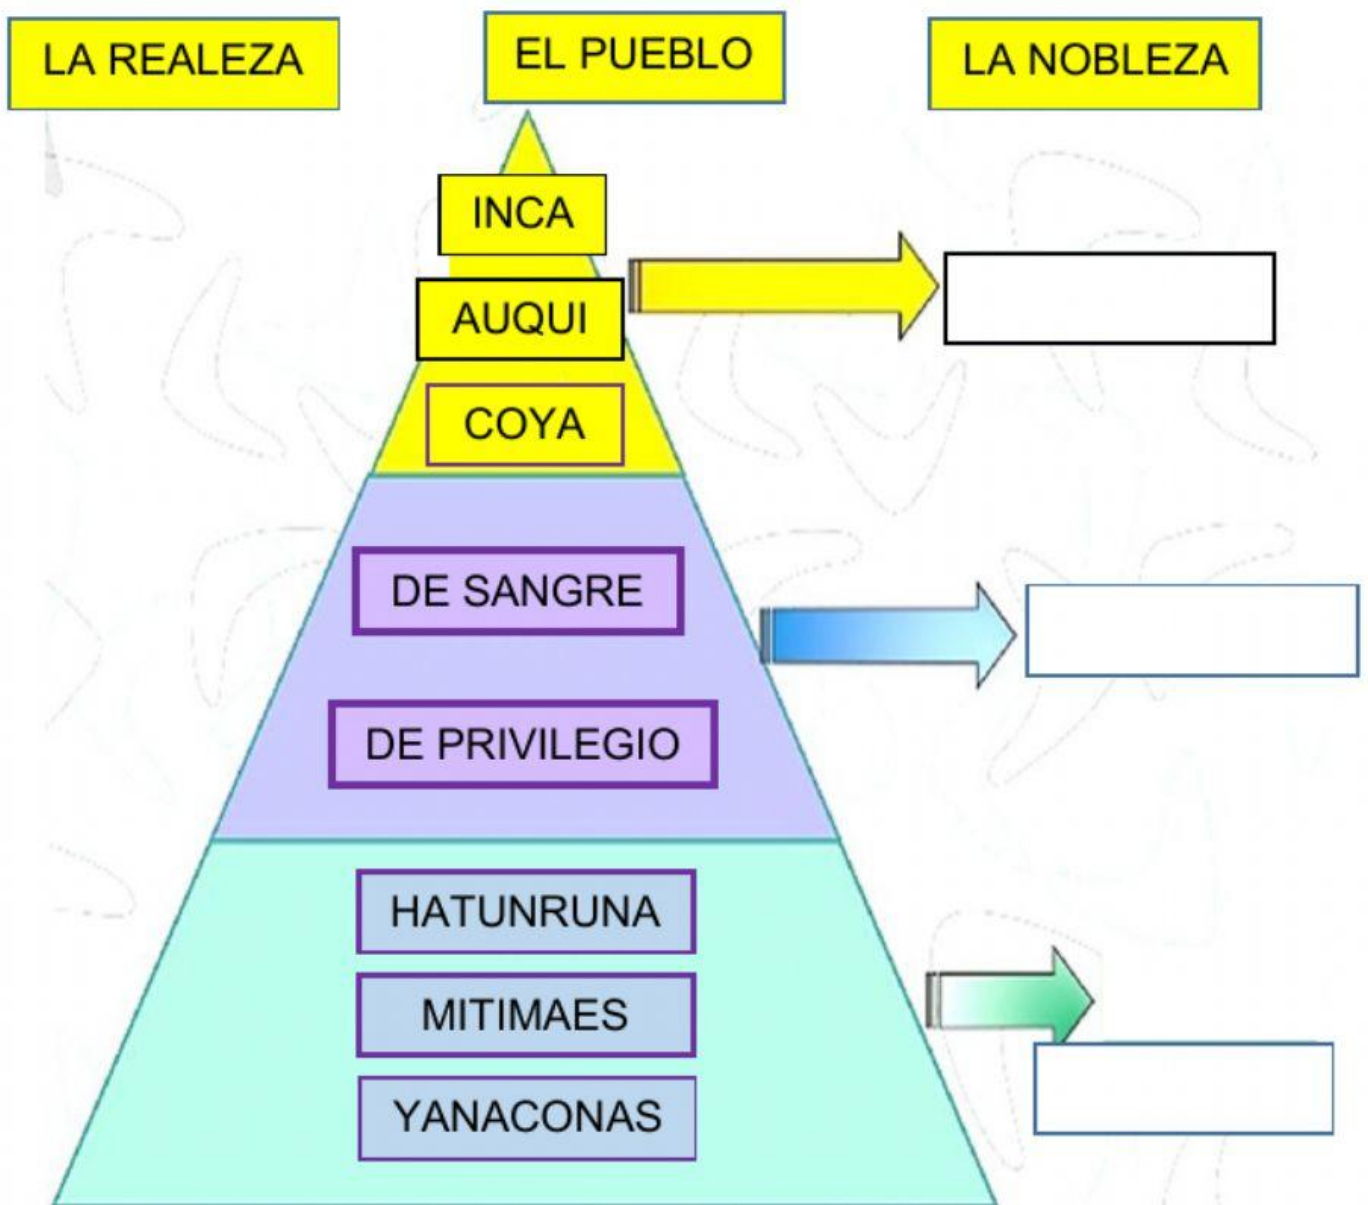 LA REALEZA
EL PUEBLO
LA NOBLEZA
INCA
AUQUI
COYA
DE SANGRE
DE PRIVILEGIO
HATUNRUNA
MITIMAES
YANACONAS